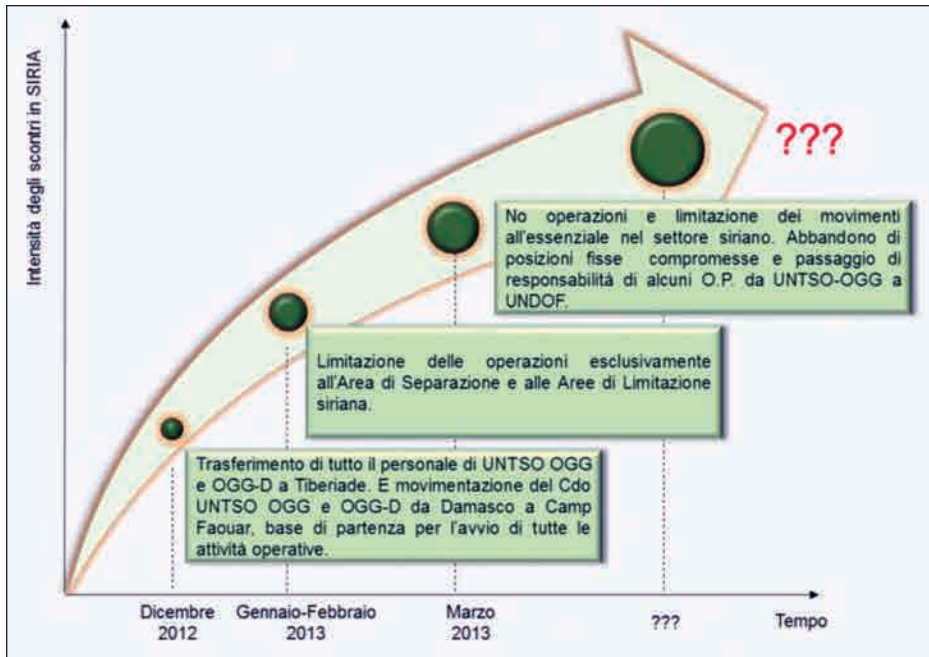 Intensità degli scontri in SIRIA
???
No operazioni e limitazione dei movimenti
all'essenziale nel settore siriano. Abbandono di
posizioni fisse compromesse e passaggio di
responsabilità di alcuni O.P. da UNTSO-OGG a
UNDOF.
Limitazione delle operazioni esclusivamente
all'Area di Separazione e alle Aree di Limitazione
siriana.
Trasferimento di tutto il personale di UNTSO OGG
e OGG-D a Tiberiade. E movimentazione del Cdo
UNTSO OGG e OGG-D da Damasco a Camp
Faouar, base di partenza per l'avvio di tutte le
attività operative.
Dicembre
2012
Gennaio-Febbraio
2013
Marzo
2013
???
Tempo